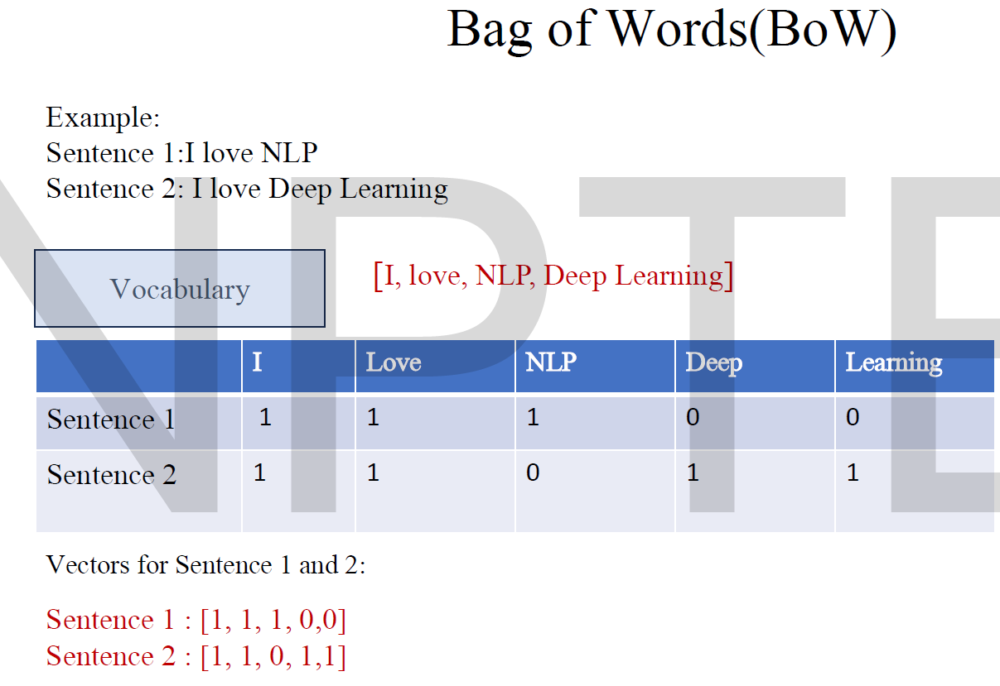 Bag of Words(BoW)
Example:
Sentence 1:I love NLP
Sentence 2: I love Deep Learning
Vocabulary
[I, love, NLP, Deep Learning]
I Love NLP Deep Learning
Sentence 1 1 1 1 0 0
Sentence 2 1 1 0 1 1
Vectors for Sentence 1 and 2:
Sentence 1 : [1, 1, 1, 0,0]
Sentence 2 : [1, 1, 0, 1,1]